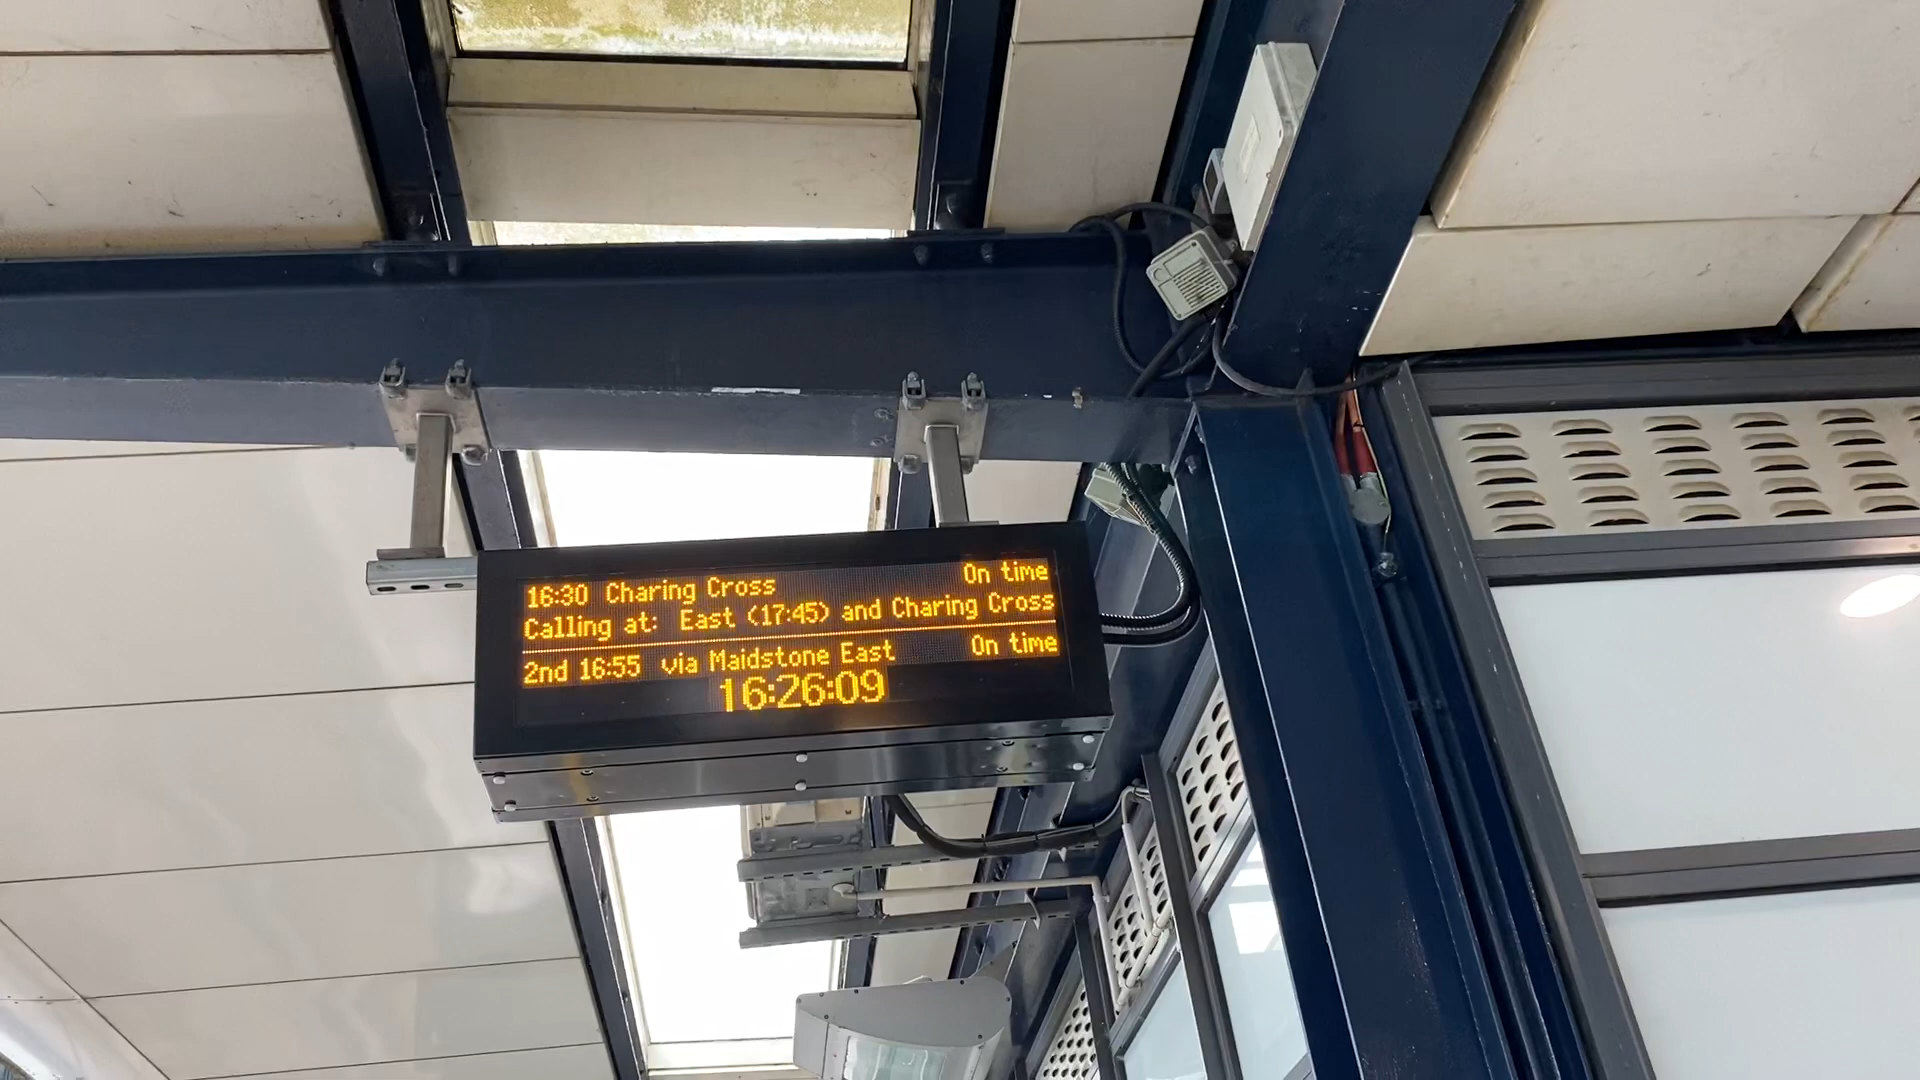 16:30 Charing Cross On time
Calling at: East (17:45) and Charing Cross
2nd 16:55 via Maidstone East On time
16:26:09